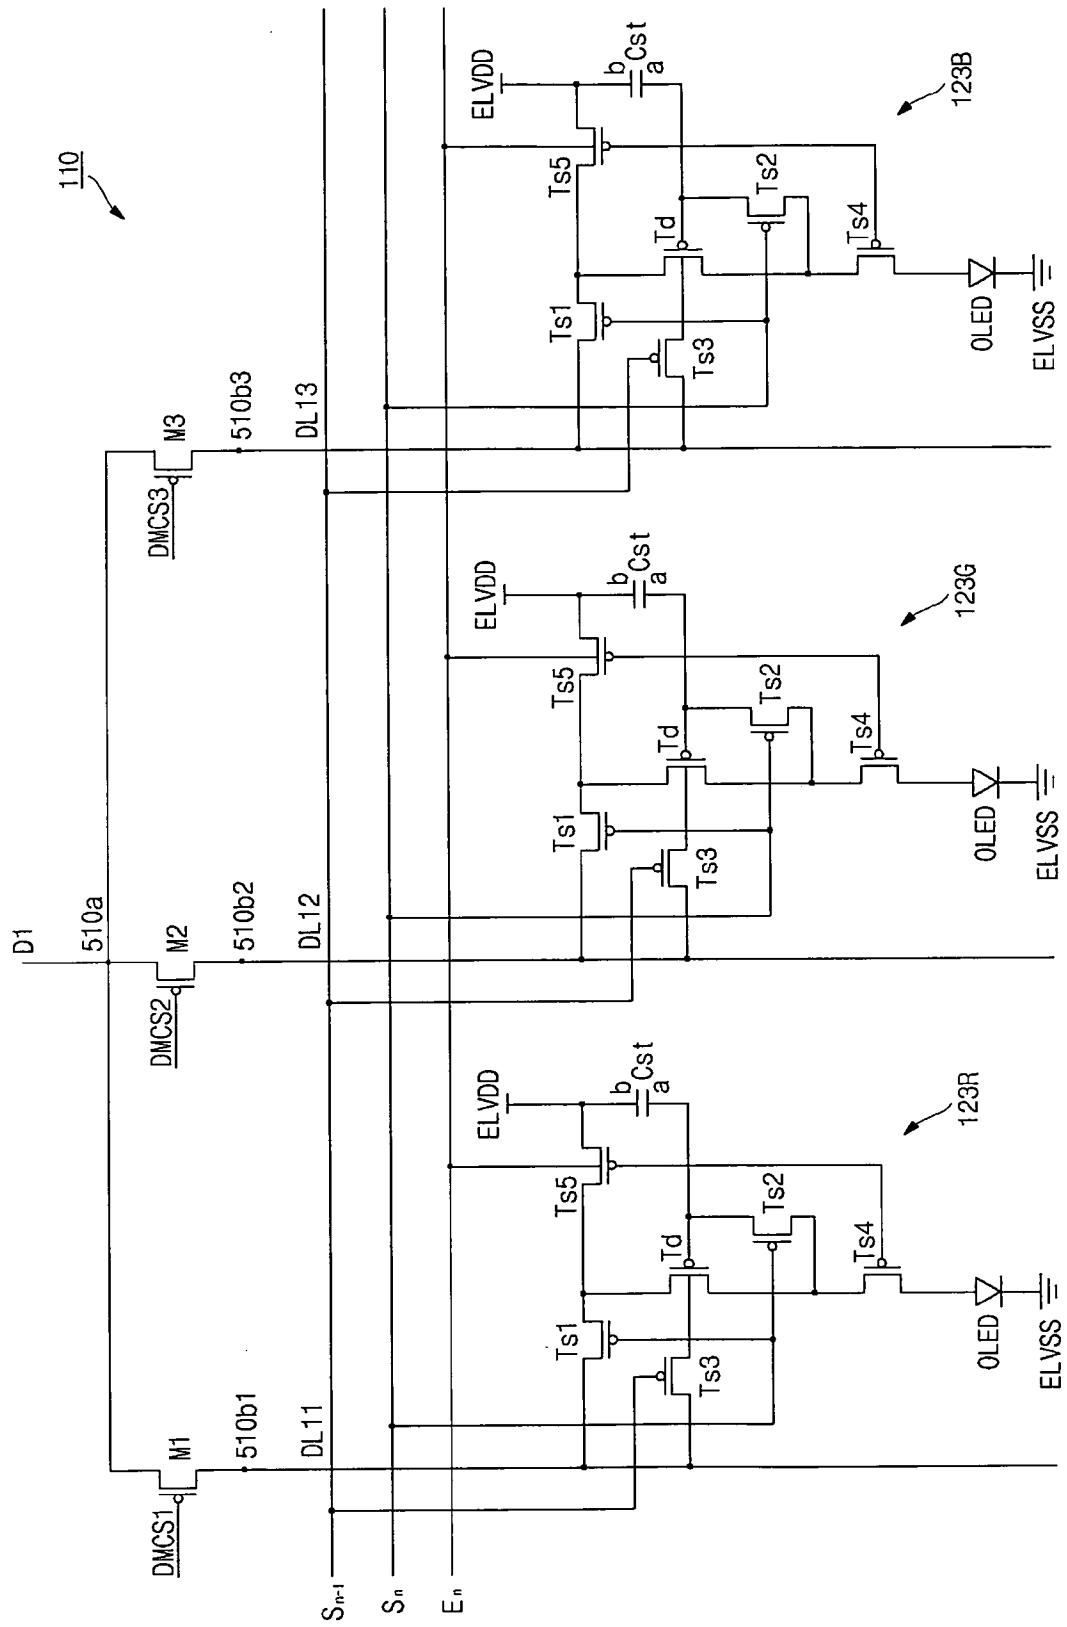 110
D1
510a
DMCS1
M1
510b1
DMCS2
M2
510b2
DMCS3
M3
510b3
DL11
DL12
DL13
Sn-1
Sn
En
ELVDD
Ts5
b
Cst
a
Ts1
Td
Ts3
Ts2
Ts4
OLED
ELVSS
123R
ELVDD
Ts5
b
Cst
a
Ts1
Td
Ts3
Ts2
Ts4
OLED
ELVSS
123G
ELVDD
Ts5
b
Cst
a
Ts1
Td
Ts3
Ts2
Ts4
OLED
ELVSS
123B